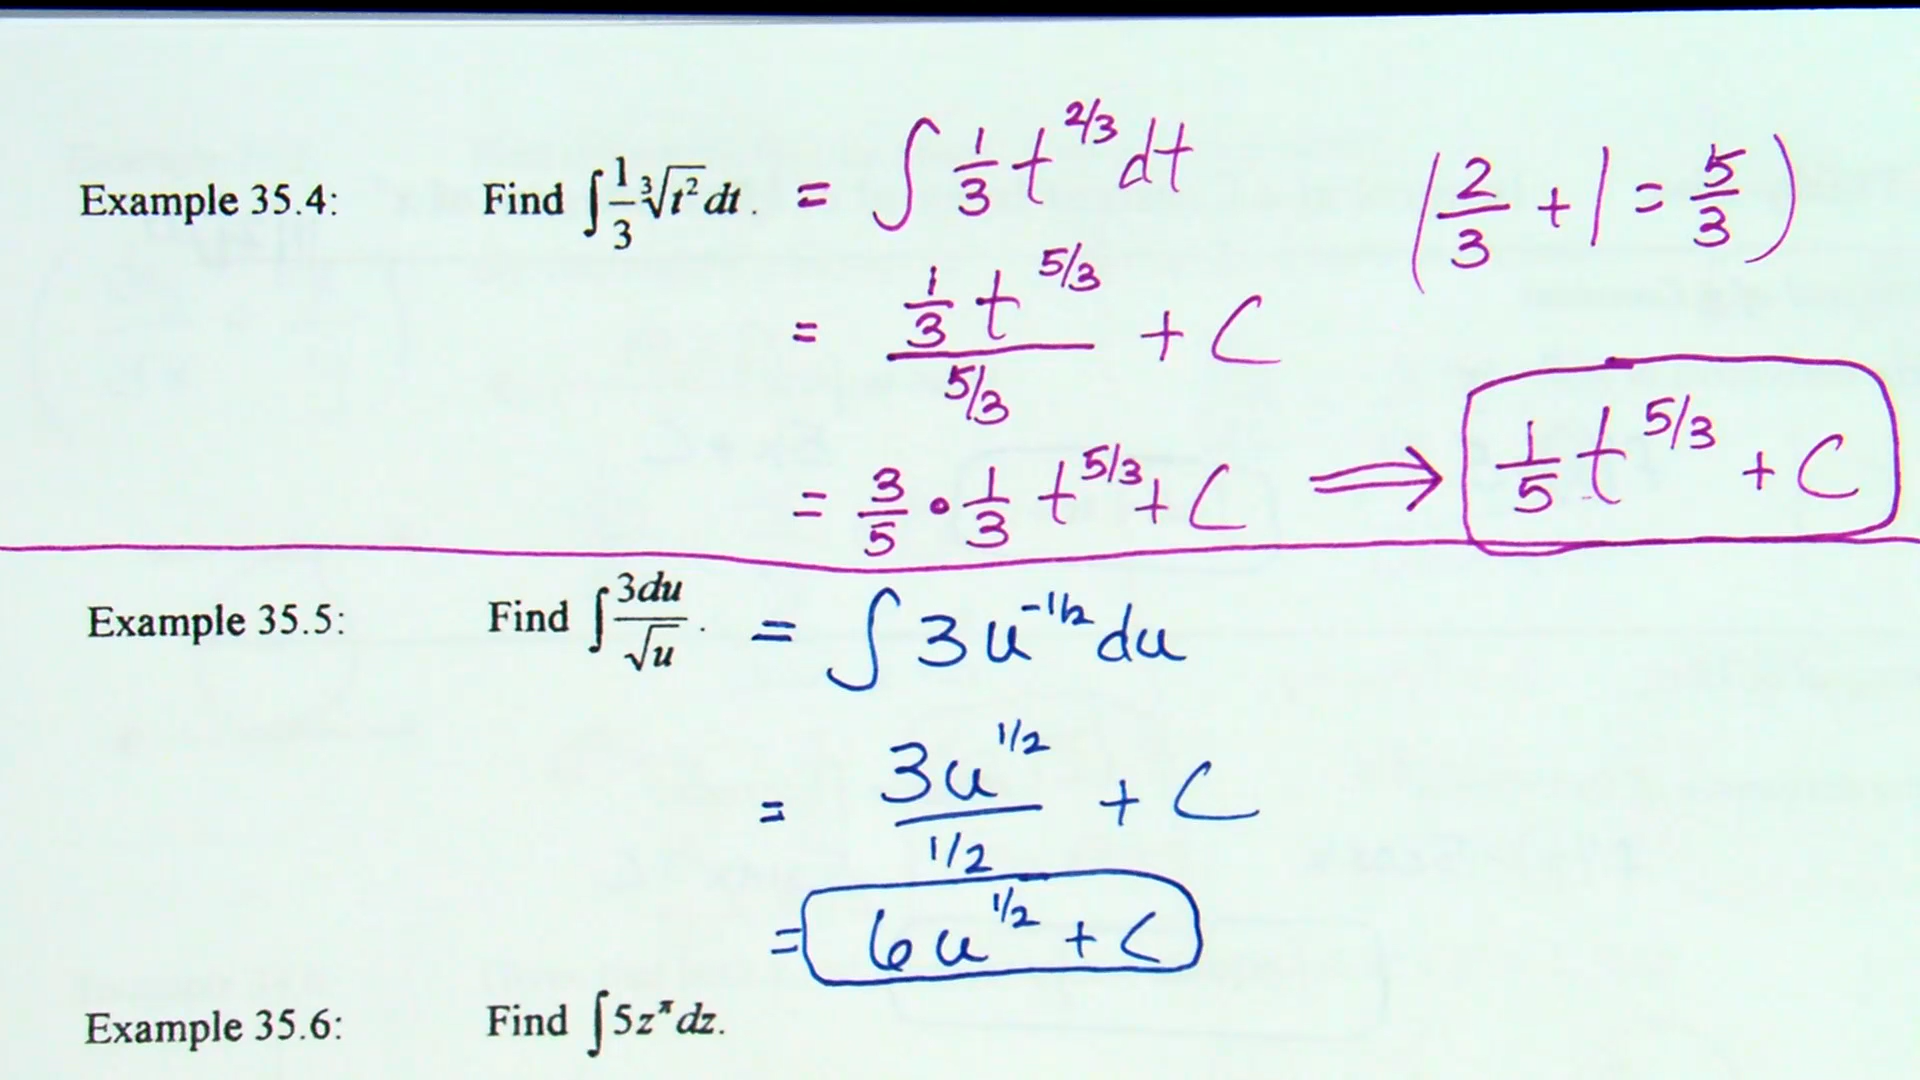 Example 35.4: Find ∫ 1/3 ∛(t²) dt. = ∫ 1/3 t^(2/3) dt (2/3 + 1 = 5/3)
= (1/3 t^(5/3))/(5/3) + C
= 3/5 • 1/3 t^(5/3) + C ⟹ 1/5 t^(5/3) + C
Example 35.5: Find ∫ 3du/√u. = ∫ 3u^(-1/2) du
= (3u^(1/2))/(1/2) + C
= 6u^(1/2) + C
Example 35.6: Find ∫ 5z^π dz.